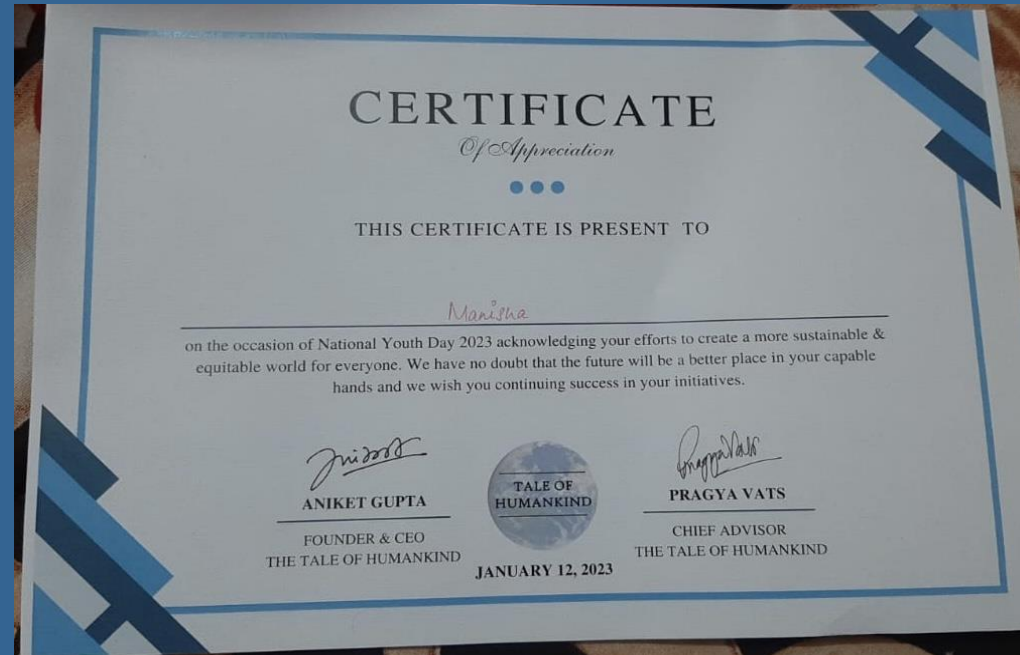 CERTIFICATE
Of Appreciation
THIS CERTIFICATE IS PRESENT TO
Manisha
on the occasion of National Youth Day 2023 acknowledging your efforts to create a more sustainable &
equitable world for everyone. We have no doubt that the future will be a better place in your capable
hands and we wish you continuing success in your initiatives.
ANIKET GUPTA
FOUNDER & CEO
THE TALE OF HUMANKIND
TALE OF
HUMANKIND
JANUARY 12, 2023
Pragya Vats
PRAGYA VATS
CHIEF ADVISOR
THE TALE OF HUMANKIND